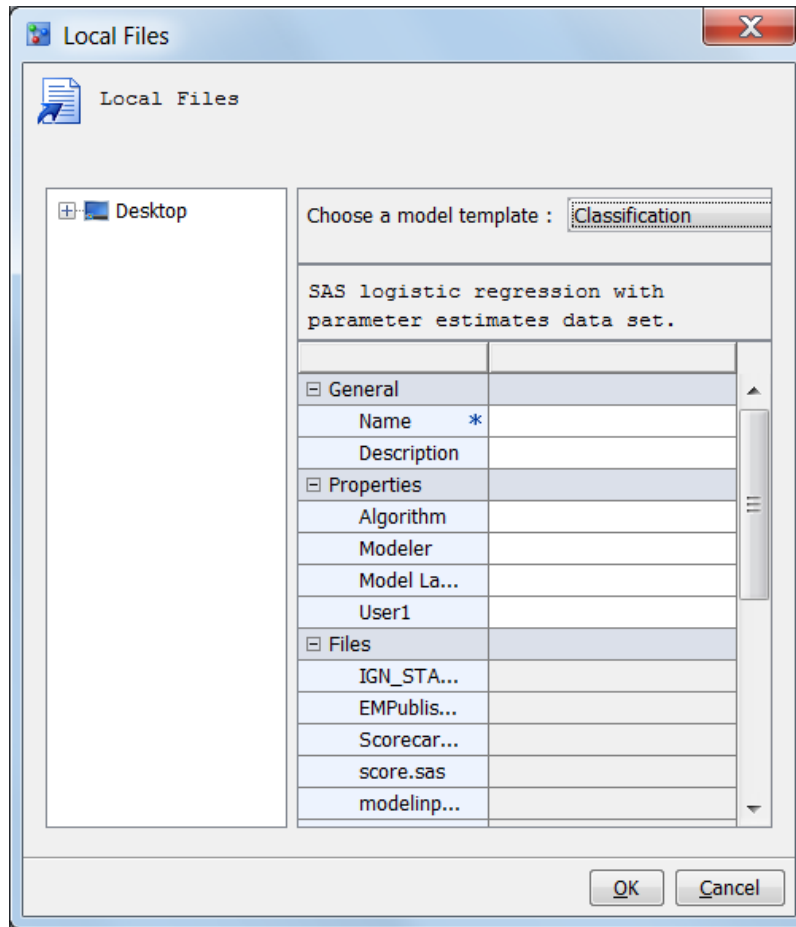 Local Files
Local Files
Desktop
Choose a model template : Classification
SAS logistic regression with
parameter estimates data set.
General
Name *
Description
Properties
Algorithm
Modeler
Model La...
User1
Files
IGN_STA...
EMPublis...
Scorecar...
score.sas
modelinp...
OK Cancel